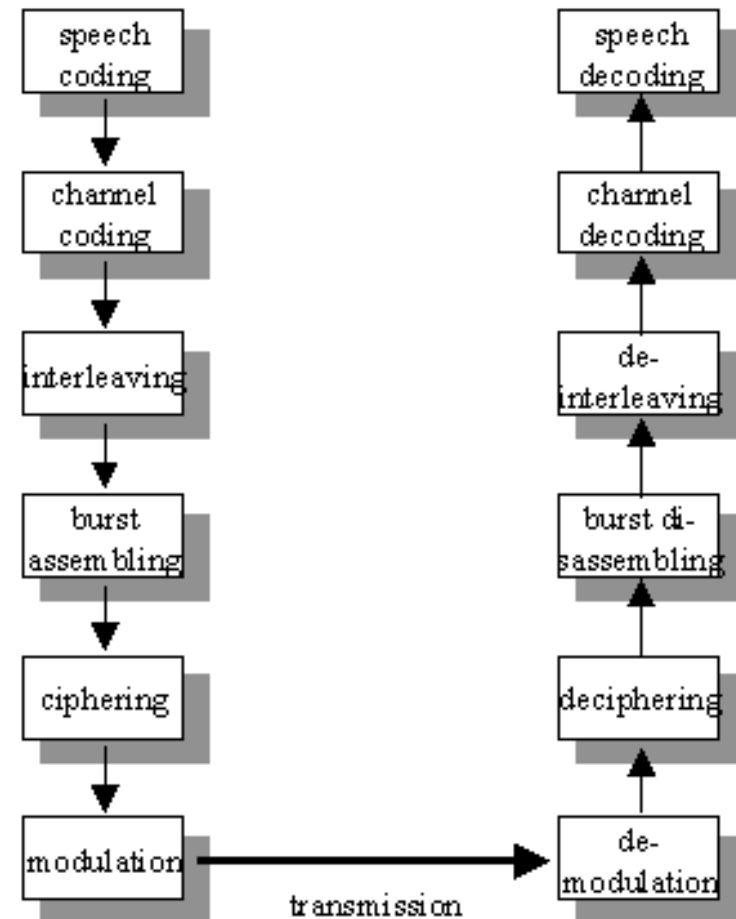 speech
coding
channel
coding
interleaving
burst
assembling
ciphering
modulation
transmission
speech
decoding
channel
decoding
de-
interleaving
burst di-
sassembling
deciphering
de-
modulation